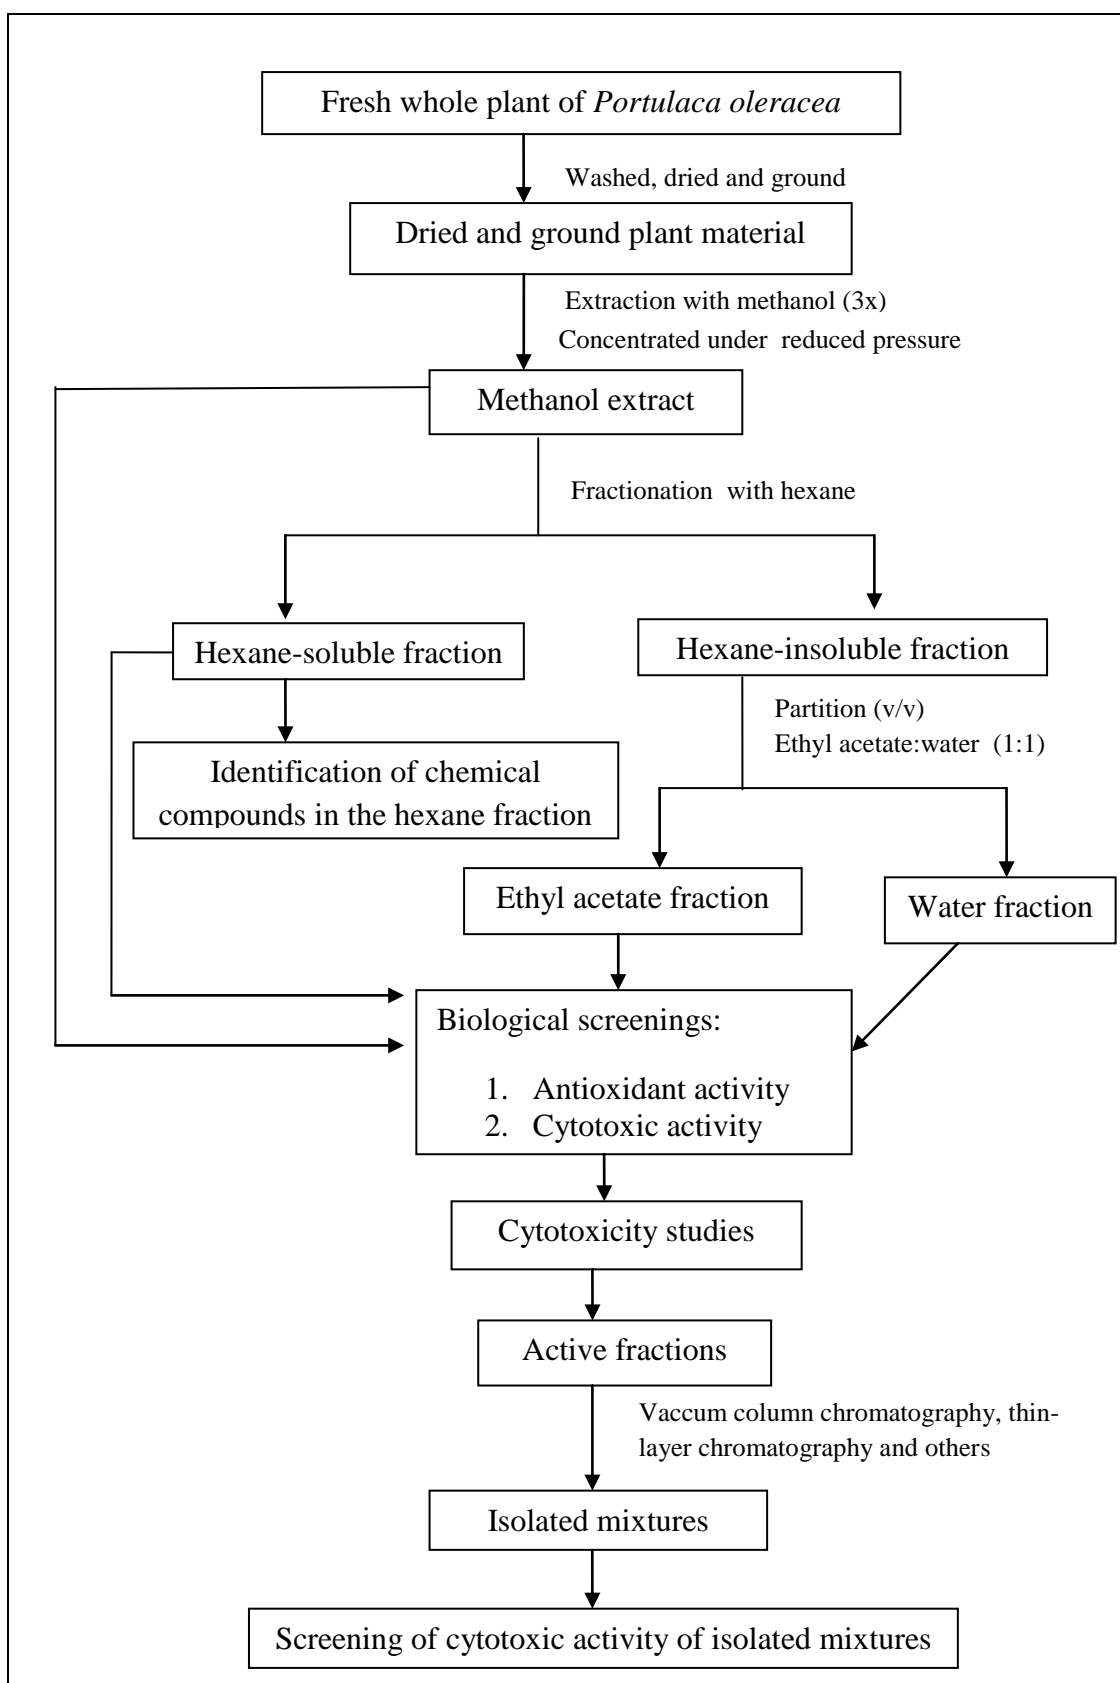 Fresh whole plant of Portulaca oleracea
Washed, dried and ground
Dried and ground plant material
Extraction with methanol (3x)
Concentrated under reduced pressure
Methanol extract
Fractionation with hexane
Hexane-soluble fraction
Hexane-insoluble fraction
Partition (v/v)
Ethyl acetate:water (1:1)
Identification of chemical
compounds in the hexane fraction
Ethyl acetate fraction
Water fraction
Biological screenings:
1. Antioxidant activity
2. Cytotoxic activity
Cytotoxicity studies
Active fractions
Vaccum column chromatography, thin-
layer chromatography and others
Isolated mixtures
Screening of cytotoxic activity of isolated mixtures